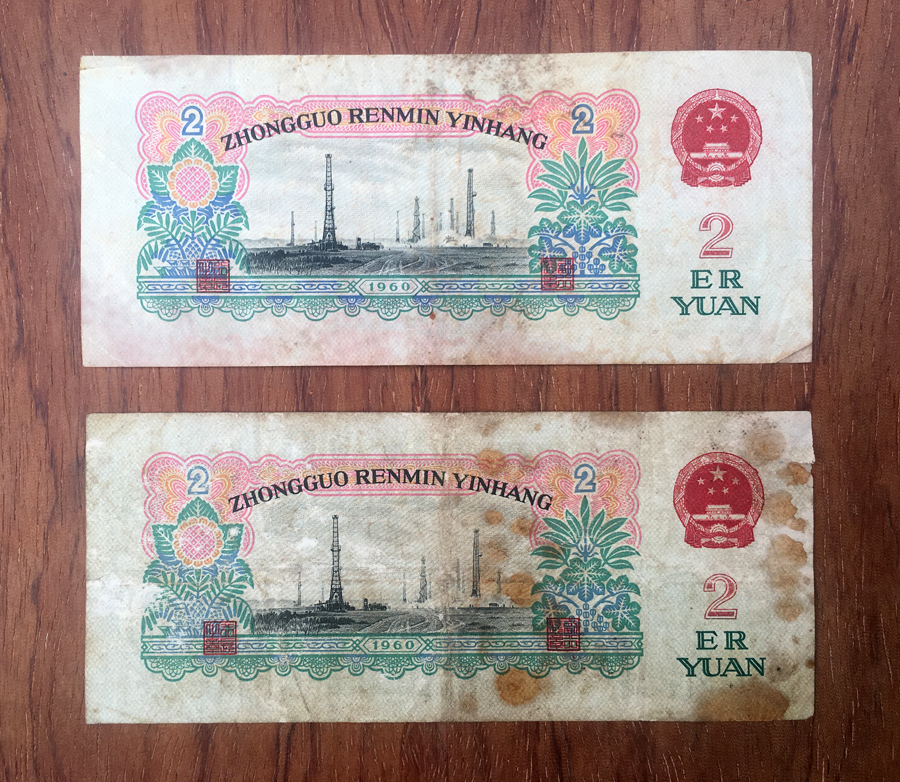 2 2
ZHONGGUO RENMIN YINHANG
2
ER
YUAN
1960
2 2
ZHONGGUO RENMIN YINHANG
2
ER
YUAN
1960